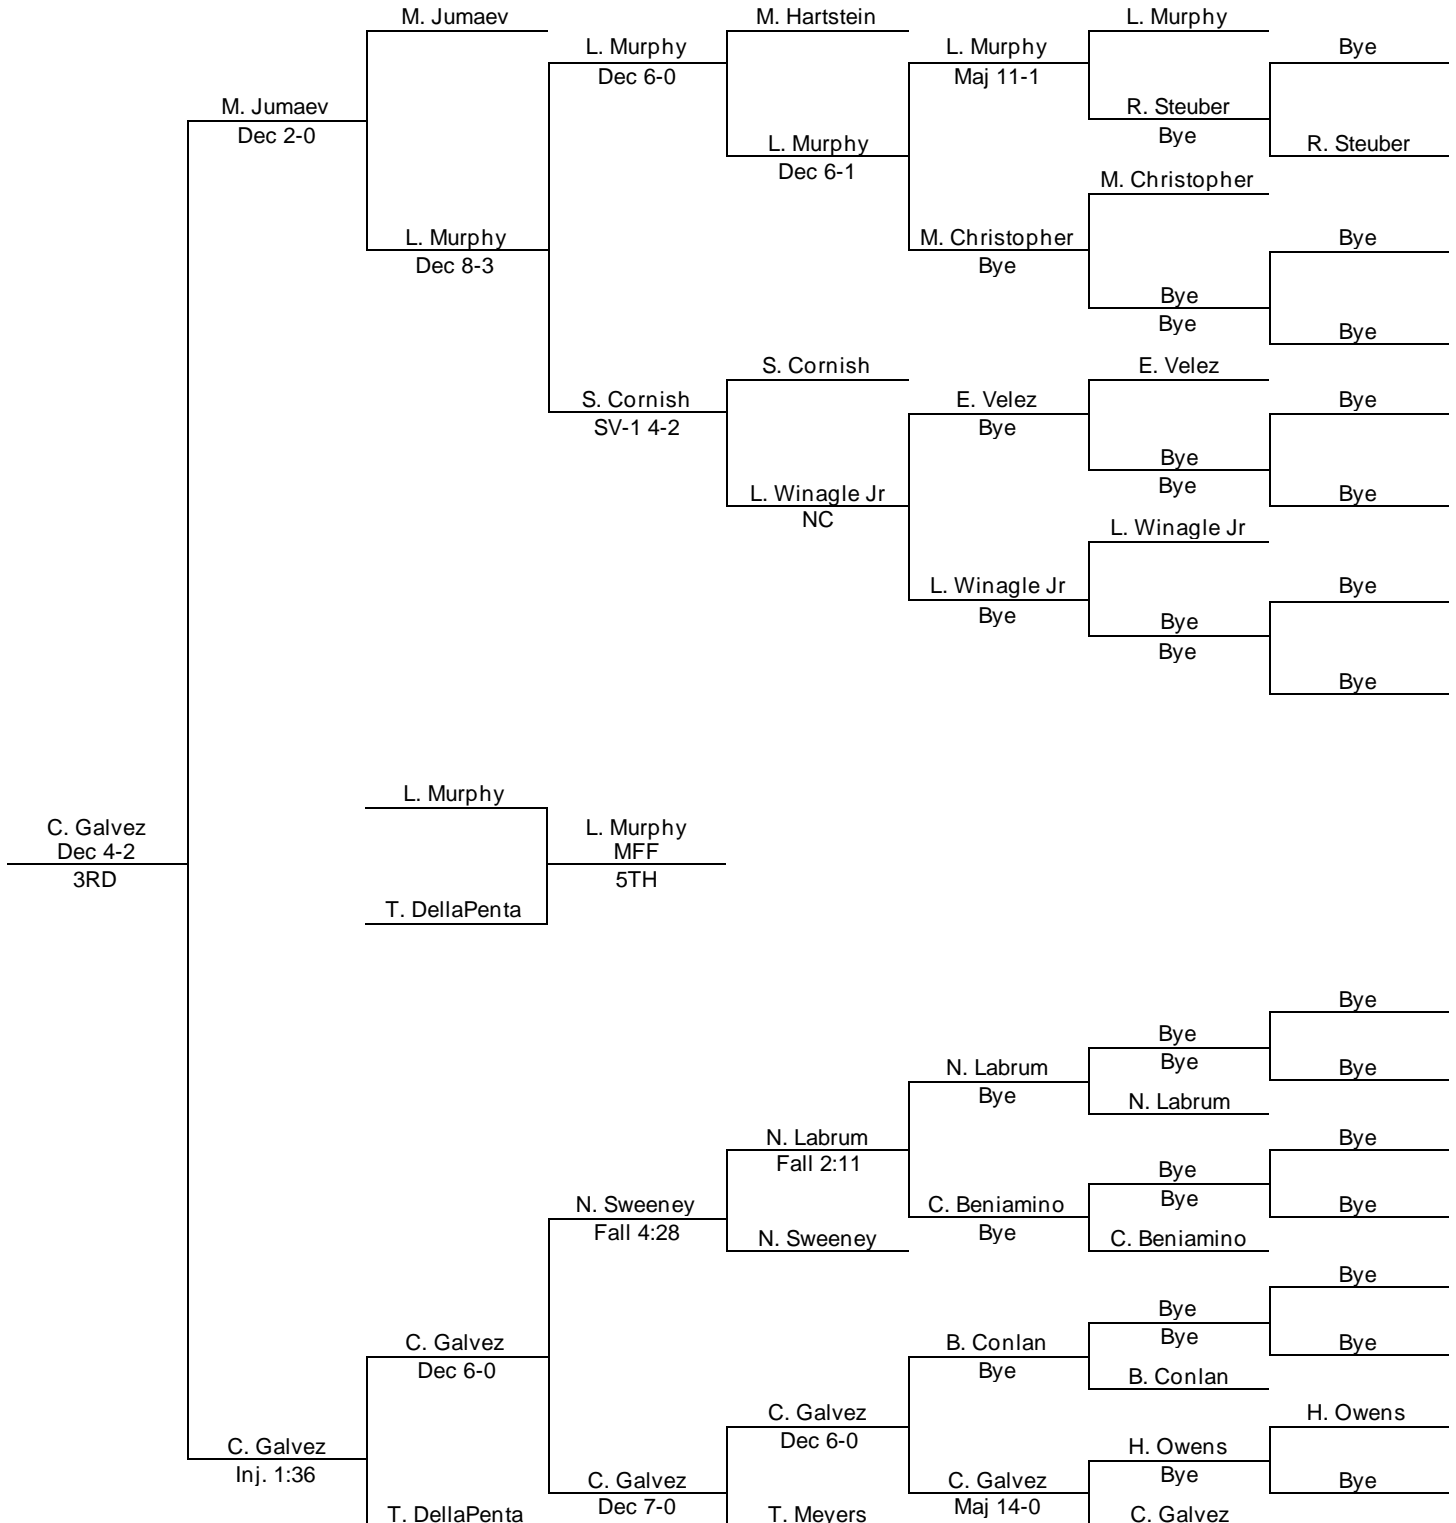 M. Jumaev
M. Hartstein
L. Murphy
L. Murphy
Dec 6-0
L. Murphy
Maj 11-1
Bye
M. Jumaev
Dec 2-0
L. Murphy
Dec 6-1
R. Steuber
Bye
R. Steuber
M. Christopher
L. Murphy
Dec 8-3
M. Christopher
Bye
Bye
Bye
Bye
Bye
S. Cornish
E. Velez
S. Cornish
SV-1 4-2
E. Velez
Bye
Bye
Bye
Bye
Bye
L. Winagle Jr
NC
L. Winagle Jr
L. Winagle Jr
Bye
Bye
Bye
Bye
Bye
L. Murphy
C. Galvez
Dec 4-2
3RD
L. Murphy
MFF
5TH
T. DellaPenta
Bye
Bye
Bye
Bye
N. Labrum
Bye
N. Labrum
N. Labrum
Fall 2:11
Bye
Bye
Bye
Bye
N. Sweeney
Fall 4:28
C. Beniamino
Bye
N. Sweeney
C. Beniamino
Bye
Bye
Bye
Bye
C. Galvez
Dec 6-0
B. Conlan
Bye
B. Conlan
C. Galvez
Dec 6-0
H. Owens
C. Galvez
Inj. 1:36
H. Owens
Bye
Bye
C. Galvez
Dec 7-0
C. Galvez
Maj 14-0
T. DellaPenta
T. Meyers
C. Galvez